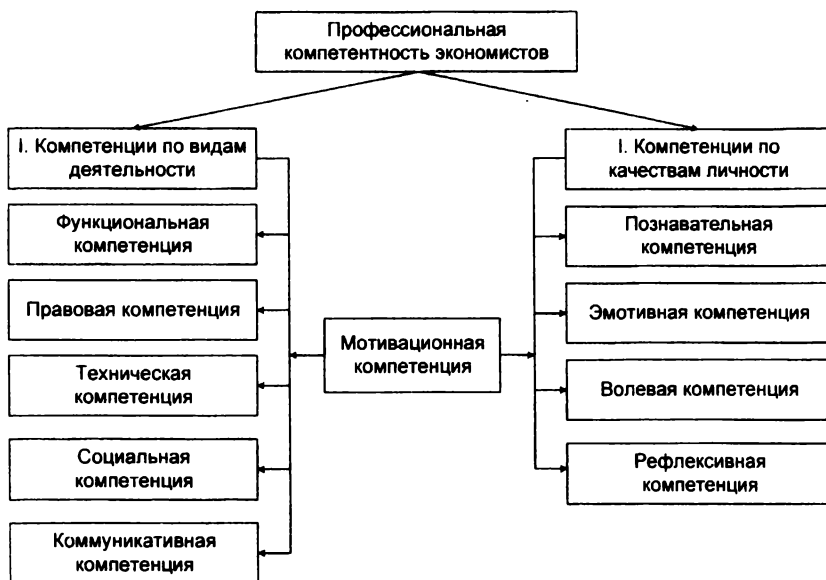 Профессиональная
компетентность экономистов
I. Компетенции по видам
деятельности
Функциональная
компетенция
Правовая компетенция
Техническая
компетенция
Социальная
компетенция
Коммуникативная
компетенция
Мотивационная
компетенция
I. Компетенции по
качествам личности
Познавательная
компетенция
Эмотивная компетенция
Волевая компетенция
Рефлексивная
компетенция